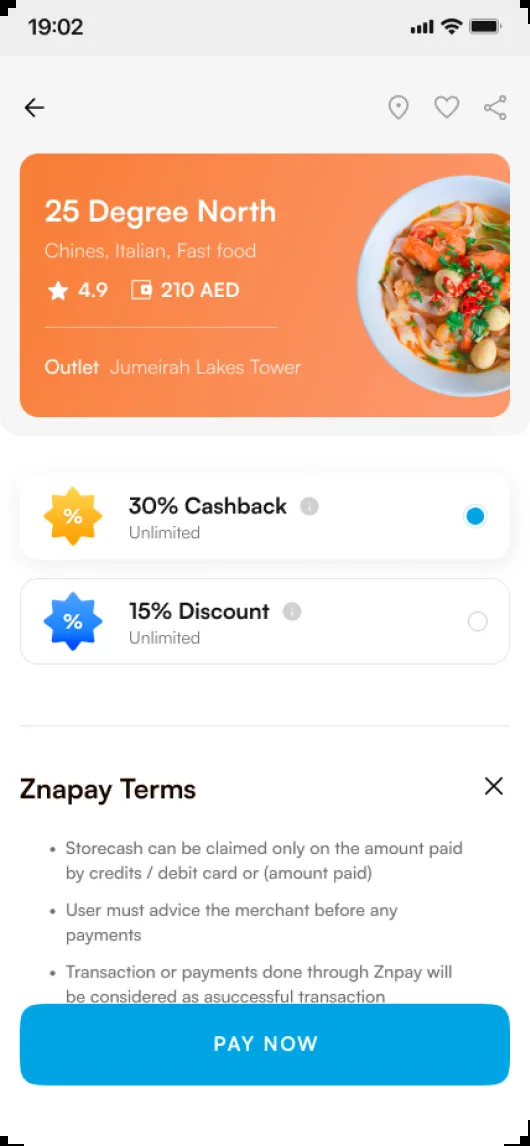 19:02
25 Degree North
Chines, Italian, Fast food
4.9 210 AED
Outlet Jumeirah Lakes Tower
% 30% Cashback i
Unlimited
% 15% Discount i
Unlimited
Znapay Terms
• Storecash can be claimed only on the amount paid
by credits / debit card or (amount paid)
• User must advice the merchant before any
payments
• Transaction or payments done through Znpay will
be considered as asuccessful transaction
PAY NOW